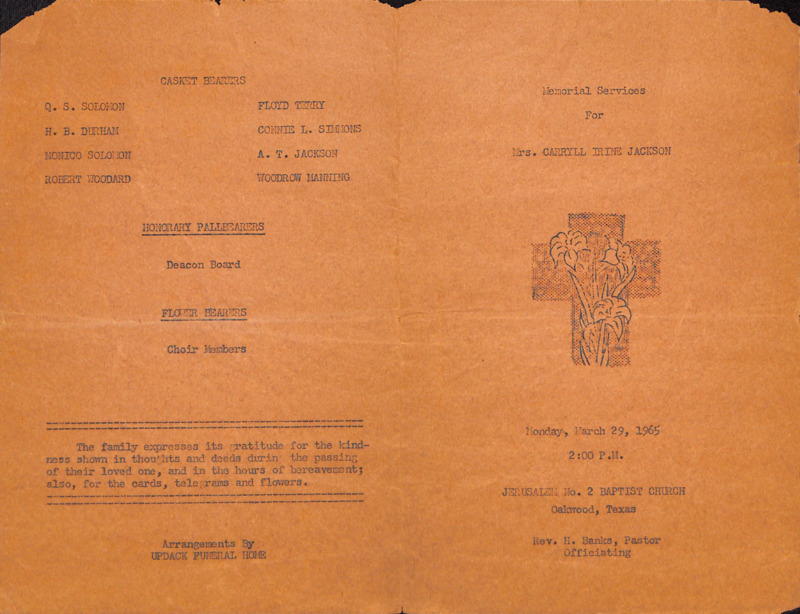 CASKET BEARERS
Q. S. SOLOMON FLOYD TERRY
H. B. DURHAM CONNIE L. SIMMONS
MONICO SOLOMON A. T. JACKSON
ROBERT WOODARD WOODROW MANNING
HONORARY PALLBEARERS
Deacon Board
FLOWER BEARERS
Choir Members
The family expresses its gratitude for the kind-
ness shown in thoughts and deeds during the passing
of their loved one, and in the hours of bereavement;
also, for the cards, telegrams and flowers.
Arrangements By
UPDACK FUNERAL HOME
Memorial Services
For
Mrs. CARRYLL IRINE JACKSON
Monday, March 29, 1965
2:00 P.M.
JERUSALEM No. 2 BAPTIST CHURCH
Oakwood, Texas
Rev. H. Banks, Pastor
Officiating